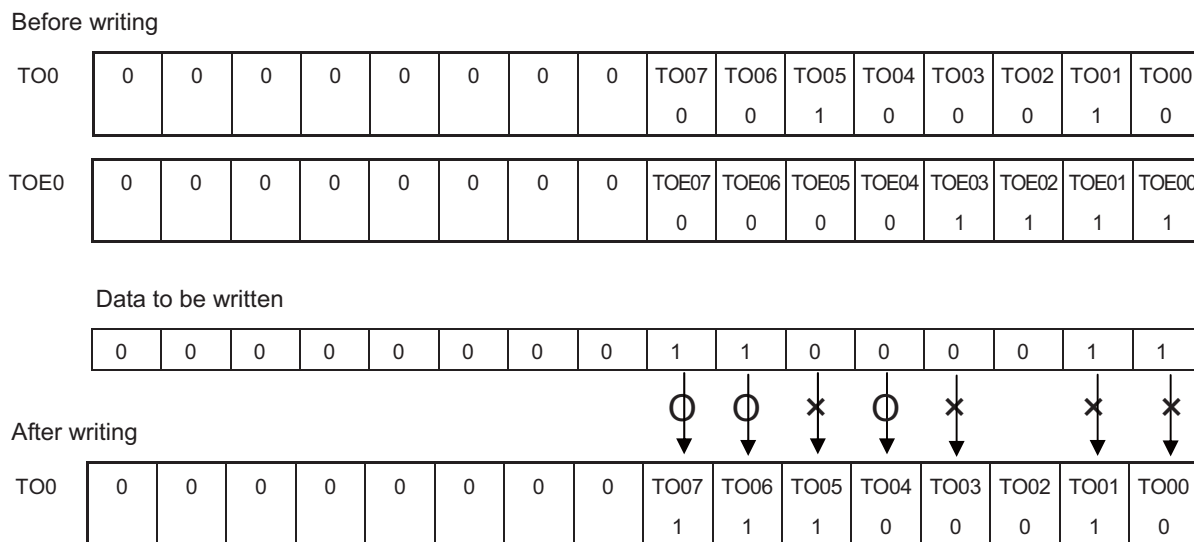 Before writing
TO0 0 0 0 0 0 0 0 0 TO07 TO06 TO05 TO04 TO03 TO02 TO01 TO00
0 0 1 0 0 0 1 0
TOE0 0 0 0 0 0 0 0 0 TOE07 TOE06 TOE05 TOE04 TOE03 TOE02 TOE01 TOE00
0 0 0 0 1 1 1 1
Data to be written
0 0 0 0 0 0 0 0 1 1 0 0 0 0 1 1
O O × O × × ×
After writing
TO0 0 0 0 0 0 0 0 0 TO07 TO06 TO05 TO04 TO03 TO02 TO01 TO00
1 1 1 0 0 0 1 0